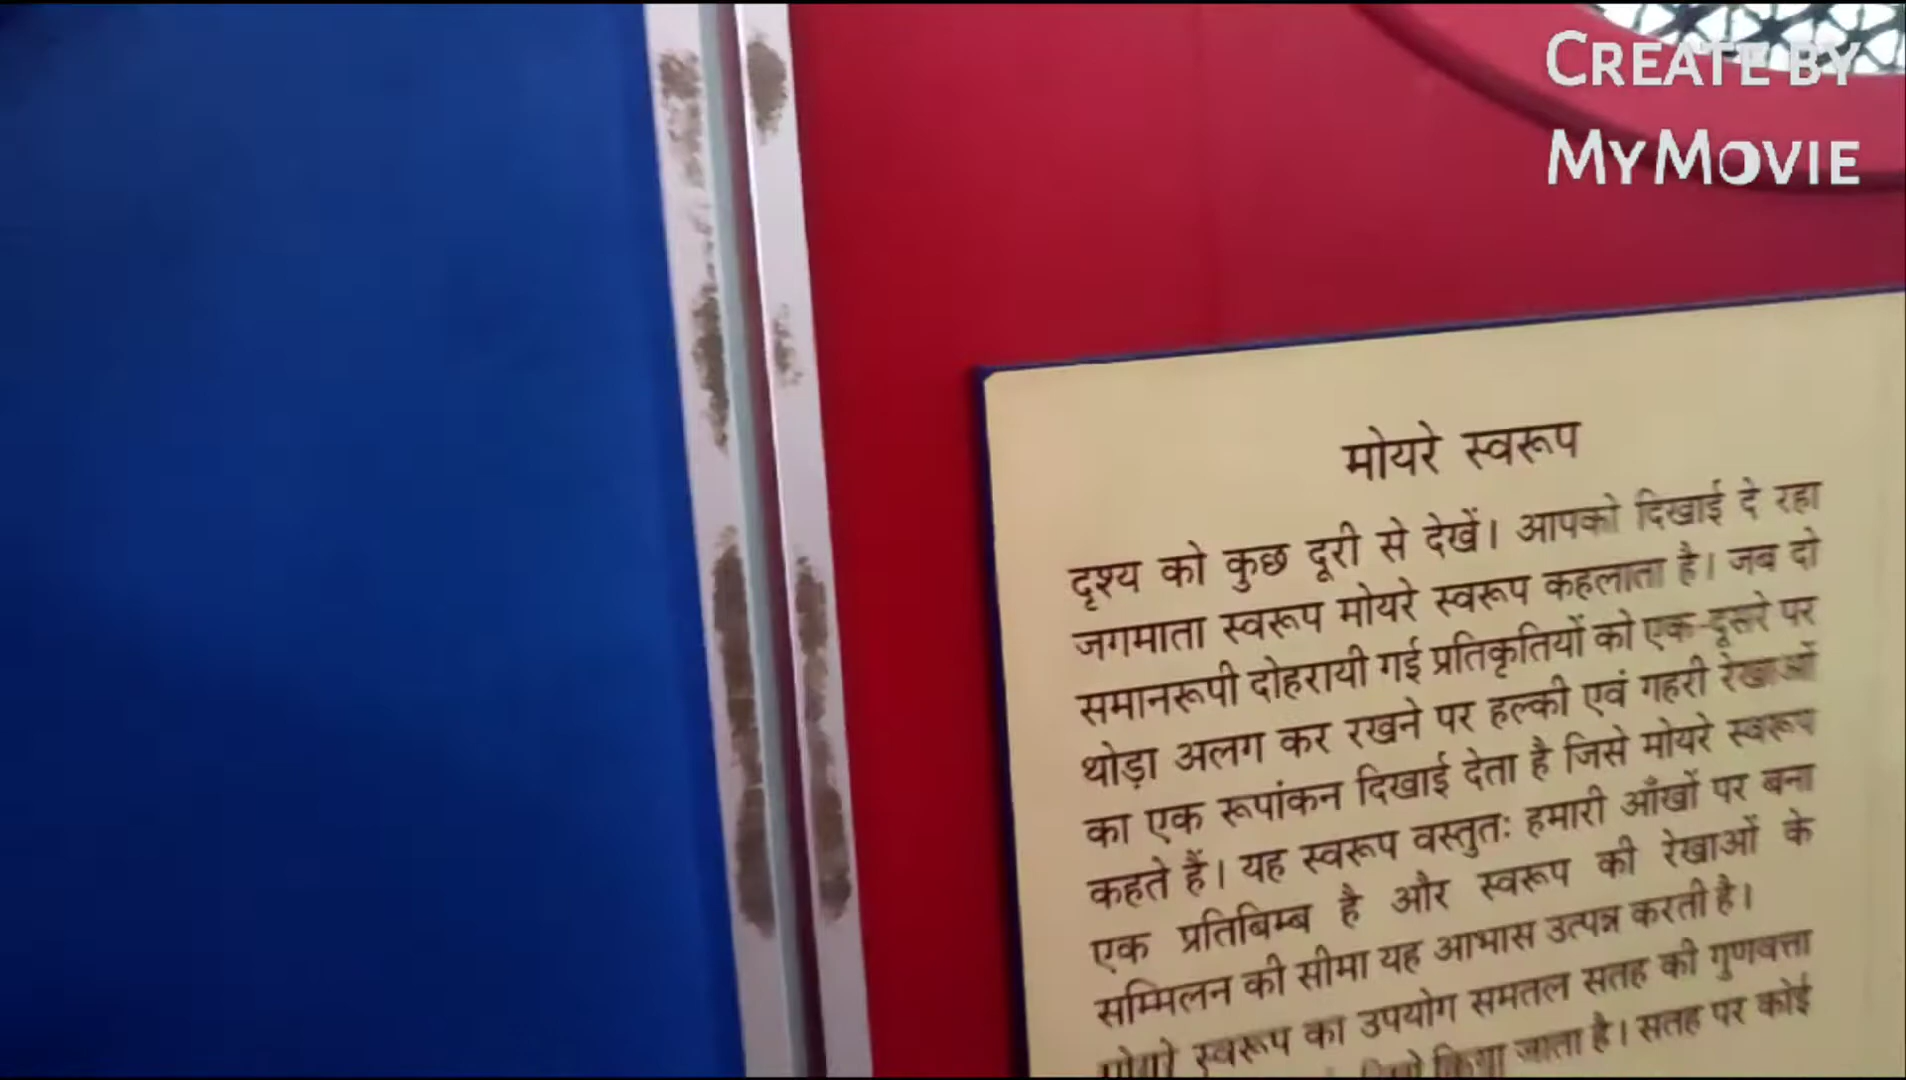 CREATE BY
MYMOVIE
मोयरे स्वरूप
दृश्य को कुछ दूरी से देखें। आपको दिखाई दे रहा
जगमाता स्वरूप मोयरे स्वरूप कहलाता है। जब दो
समानरूपी दोहरायी गई प्रतिकृतियों को एक-दूसरे पर
थोड़ा अलग कर रखने पर हल्की एवं गहरी रेखाओं
का एक रूपांकन दिखाई देता है जिसे मोयरे स्वरूप
कहते हैं। यह स्वरूप वस्तुतः हमारी आँखों पर बना
एक प्रतिबिम्ब है और स्वरूप की रेखाओं के
सम्मिलन की सीमा यह आभास उत्पन्न करती है।
मोयरे स्वरूप का उपयोग समतल सतह की गुणवत्ता
किया जाता है। सतह पर कोई